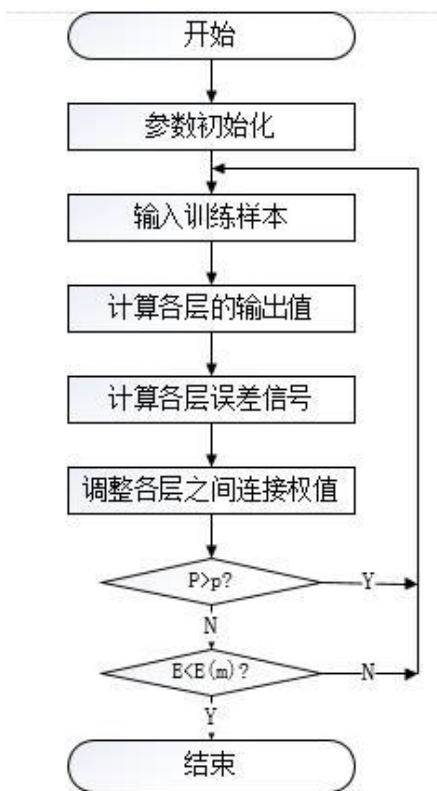 开始
参数初始化
输入训练样本
计算各层的输出值
计算各层误差信号
调整各层之间连接权值
P>p?
Y
N
E<E(m)?
N
Y
结束